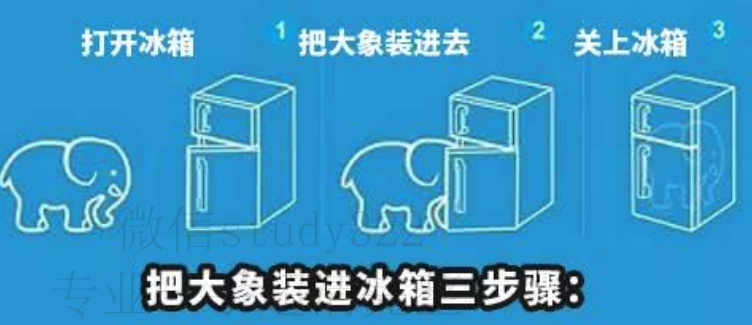 打开冰箱 1
把大象装进去 2
关上冰箱 3
微信study322
专业
把大象装进冰箱三步骤：